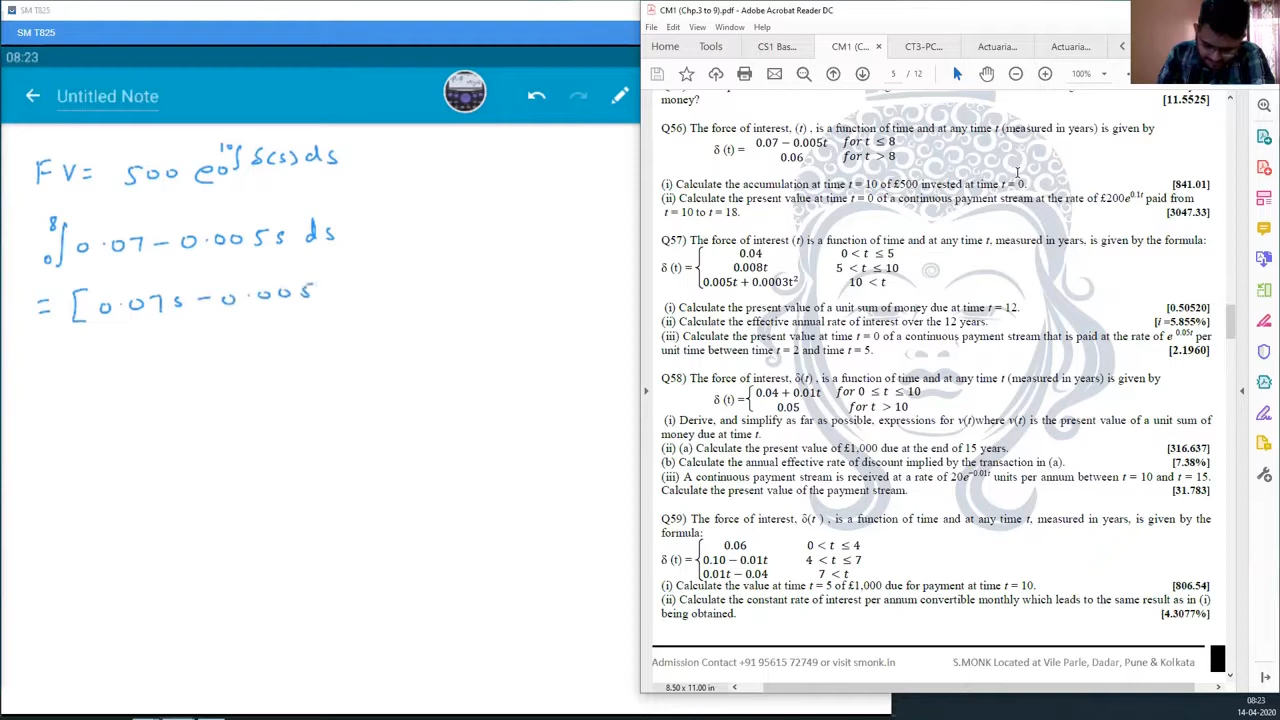 SM T825
SM T825
08:23
Untitled Note
FV= 500 e 0∫10 δ(s) ds
0∫8 0.07 - 0.005s ds
= [0.07s - 0.005
CM1 (Chp.3 to 9).pdf - Adobe Acrobat Reader DC
File Edit View Window Help
Home Tools CS1 Bas... CM1 (C... × CT3-PC... Actuaria... Actuaria...
5 / 12 100%
money? [11.5525]
Q56) The force of interest, (t) , is a function of time and at any time t (measured in years) is given by
δ (t) = 0.07 − 0.005t for t ≤ 8
0.06 for t > 8
(i) Calculate the accumulation at time t = 10 of £500 invested at time t = 0. [841.01]
(ii) Calculate the present value at time t = 0 of a continuous payment stream at the rate of £200e^0.1t paid from
t = 10 to t = 18. [3047.33]
Q57) The force of interest (t) is a function of time and at any time t, measured in years, is given by the formula:
0.04 0 < t ≤ 5
δ (t) = { 0.008t 5 < t ≤ 10
0.005t + 0.0003t² 10 < t
(i) Calculate the present value of a unit sum of money due at time t = 12. [0.50520]
(ii) Calculate the effective annual rate of interest over the 12 years. [i =5.855%]
(iii) Calculate the present value at time t = 0 of a continuous payment stream that is paid at the rate of e^0.05t per
unit time between time t = 2 and time t = 5. [2.1960]
Q58) The force of interest, δ(t) , is a function of time and at any time t (measured in years) is given by
δ (t) = { 0.04 + 0.01t for 0 ≤ t ≤ 10
0.05 for t > 10
(i) Derive, and simplify as far as possible, expressions for v(t)where v(t) is the present value of a unit sum of
money due at time t.
(ii) (a) Calculate the present value of £1,000 due at the end of 15 years. [316.637]
(b) Calculate the annual effective rate of discount implied by the transaction in (a). [7.38%]
(iii) A continuous payment stream is received at a rate of 20e^−0.01t units per annum between t = 10 and t = 15.
Calculate the present value of the payment stream. [31.783]
Q59) The force of interest, δ(t ) , is a function of time and at any time t, measured in years, is given by the
formula:
0.06 0 < t ≤ 4
δ (t) = { 0.10 − 0.01t 4 < t ≤ 7
0.01t − 0.04 7 < t
(i) Calculate the value at time t = 5 of £1,000 due for payment at time t = 10. [806.54]
(ii) Calculate the constant rate of interest per annum convertible monthly which leads to the same result as in (i)
being obtained. [4.3077%]
Admission Contact +91 95615 72749 or visit smonk.in S.MONK Located at Vile Parle, Dadar, Pune & Kolkata
8.50 x 11.00 in
08:23
14-04-2020